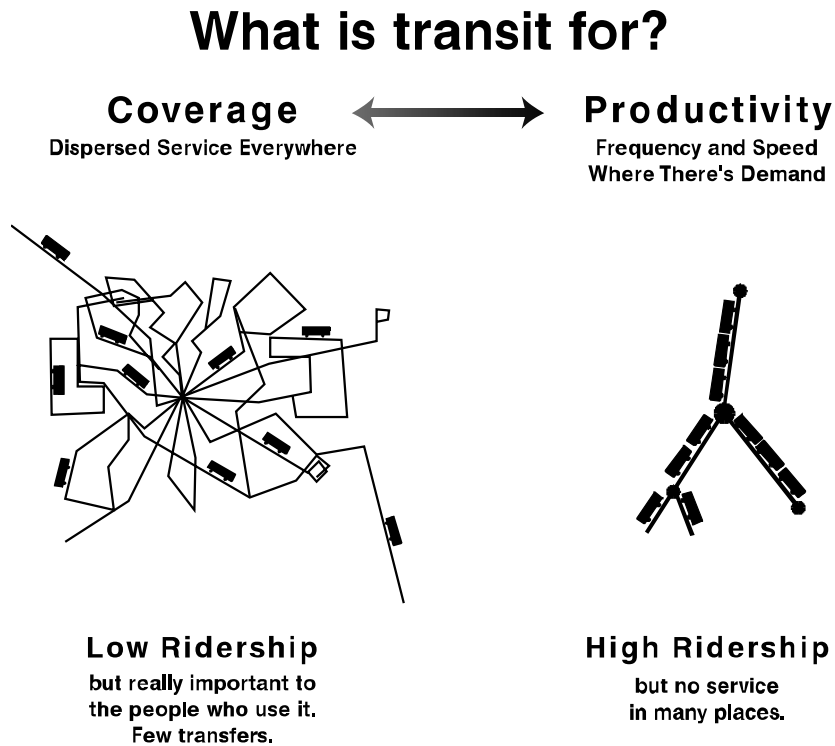 What is transit for?
Coverage
Dispersed Service Everywhere
Productivity
Frequency and Speed
Where There's Demand
Low Ridership
but really important to
the people who use it.
Few transfers.
High Ridership
but no service
in many places.